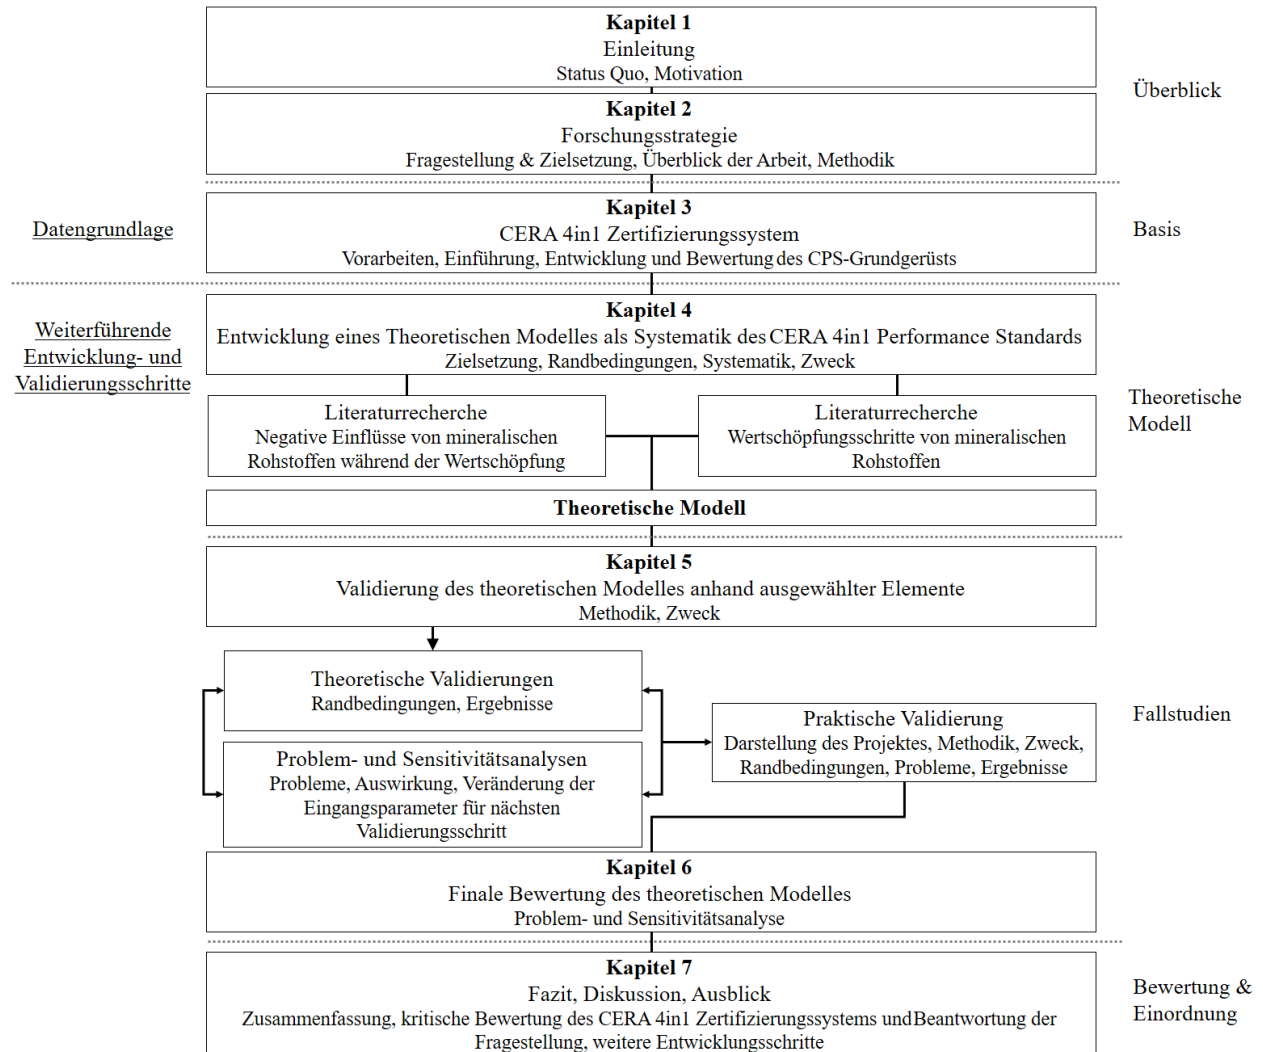 Kapitel 1
Einleitung
Status Quo, Motivation
Überblick
Kapitel 2
Forschungsstrategie
Fragestellung & Zielsetzung, Überblick der Arbeit, Methodik
Datengrundlage
Kapitel 3
CERA 4in1 Zertifizierungssystem
Vorarbeiten, Einführung, Entwicklung und Bewertung des CPS-Grundgerüsts
Basis
Weiterführende
Entwicklung- und
Validierungsschritte
Kapitel 4
Entwicklung eines Theoretischen Modelles als Systematik des CERA 4in1 Performance Standards
Zielsetzung, Randbedingungen, Systematik, Zweck
Literaturrecherche
Negative Einflüsse von mineralischen
Rohstoffen während der Wertschöpfung
Literaturrecherche
Wertschöpfungsschritte von mineralischen
Rohstoffen
Theoretische
Modell
Theoretische Modell
Kapitel 5
Validierung des theoretischen Modelles anhand ausgewählter Elemente
Methodik, Zweck
Theoretische Validierungen
Randbedingungen, Ergebnisse
Problem- und Sensitivitätsanalysen
Probleme, Auswirkung, Veränderung der
Eingangsparameter für nächsten
Validierungsschritt
Praktische Validierung
Darstellung des Projektes, Methodik, Zweck,
Randbedingungen, Probleme, Ergebnisse
Fallstudien
Kapitel 6
Finale Bewertung des theoretischen Modelles
Problem- und Sensitivitätsanalyse
Kapitel 7
Fazit, Diskussion, Ausblick
Zusammenfassung, kritische Bewertung des CERA 4in1 Zertifizierungssystems und Beantwortung der
Fragestellung, weitere Entwicklungsschritte
Bewertung &
Einordnung